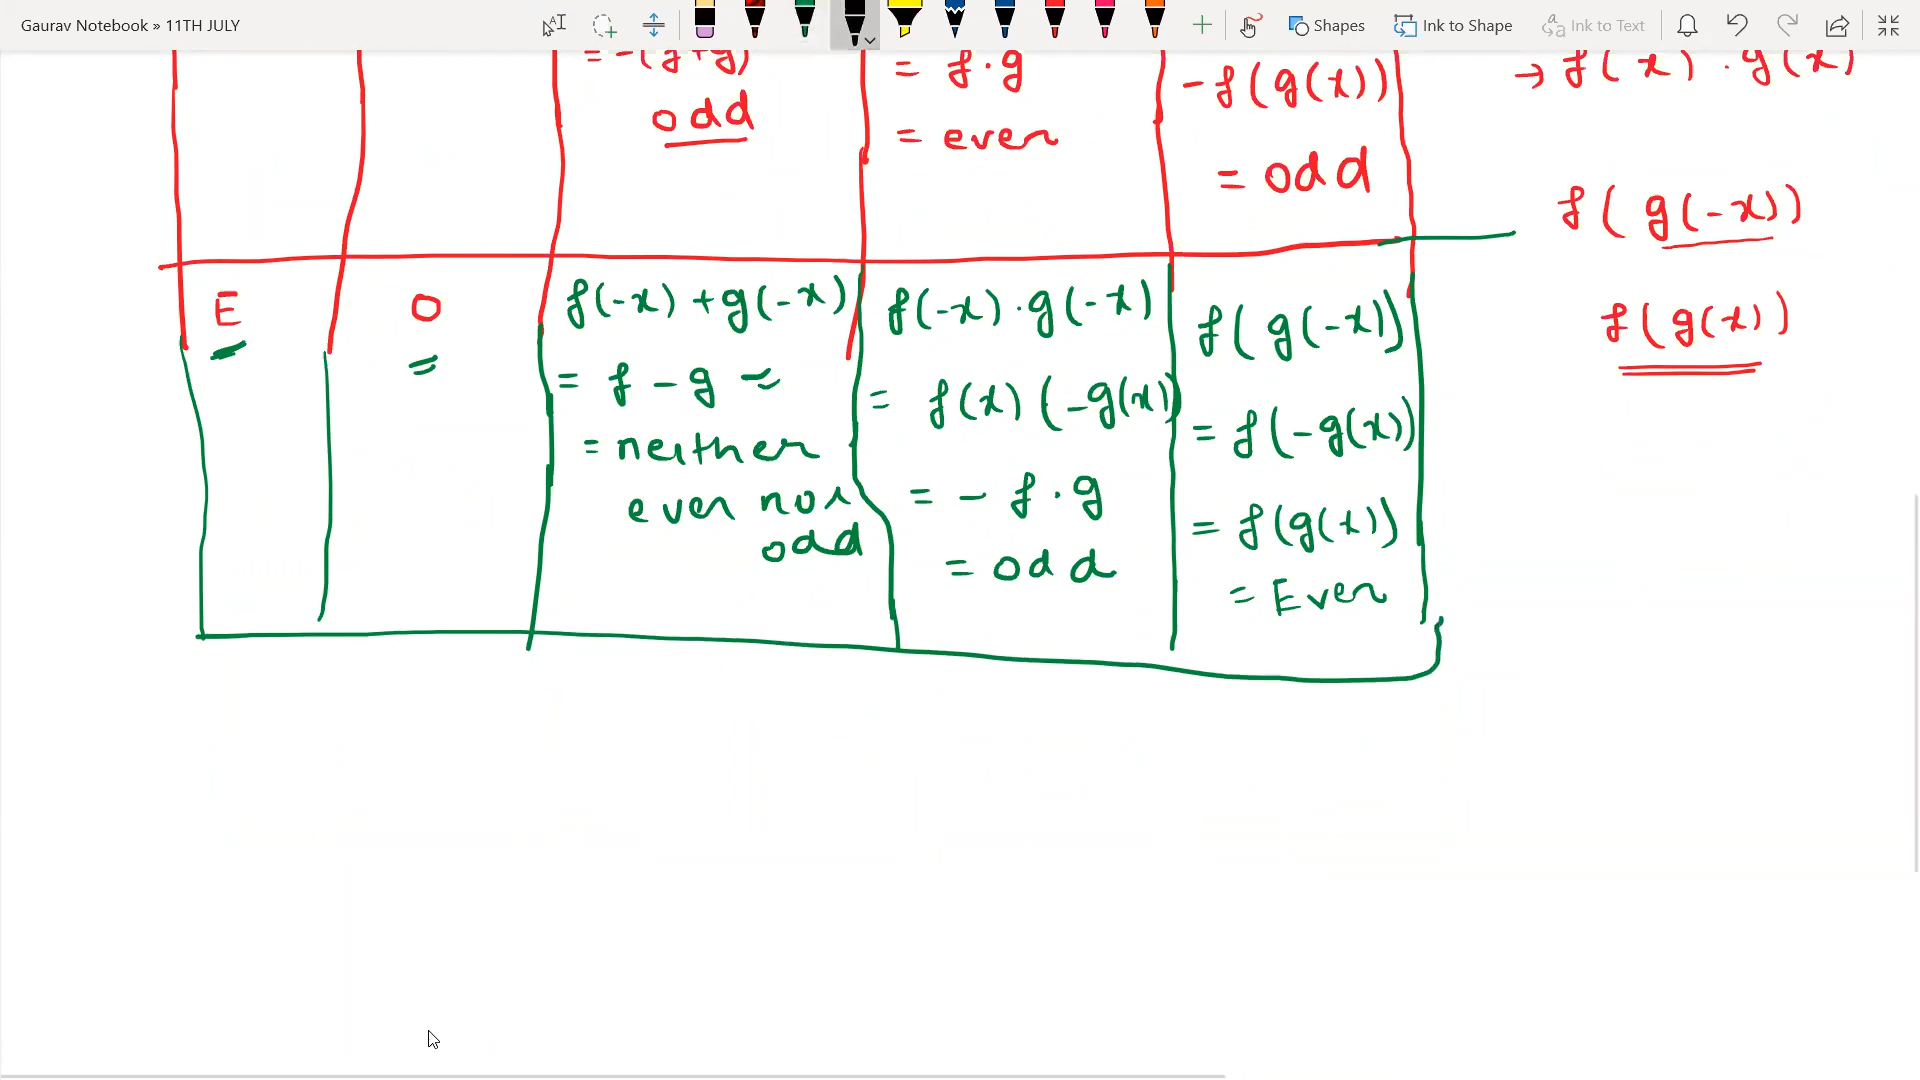 Gaurav Notebook » 11TH JULY
Shapes
Ink to Shape
Ink to Text
= -(f+g)
odd
= f·g
= even
-f(g(x))
= odd
→ f(x)·g(x)
f(g(-x))
f(g(x))
E
O
f(-x)+g(-x)
= f-g
= neither
even nor
odd
f(-x)·g(-x)
= f(x)(-g(x))
= - f·g
= odd
f(g(-x))
= f(-g(x))
= f(g(x))
= Even